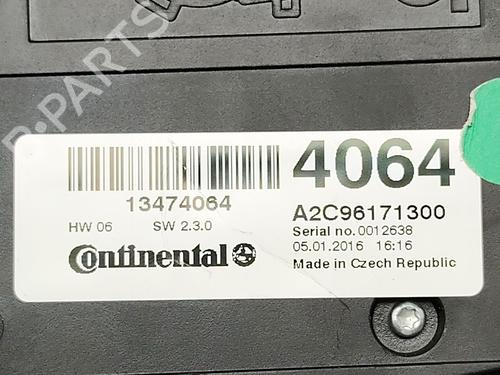 B-PARTS
4064
13474064
HW 06 SW 2.3.0
A2C96171300
Serial no. 0012638
05.01.2016 16:16
Continental
Made in Czech Republic